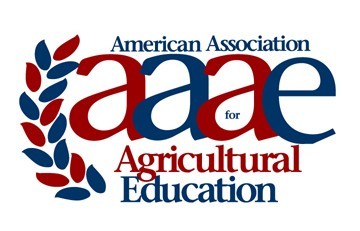 American Association
aaae
for
Agricultural
Education